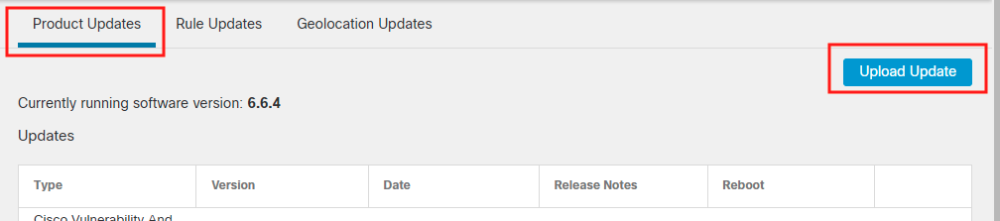 Product Updates Rule Updates Geolocation Updates
Upload Update
Currently running software version: 6.6.4
Updates
Type Version Date Release Notes Reboot
Cisco Vulnerability And